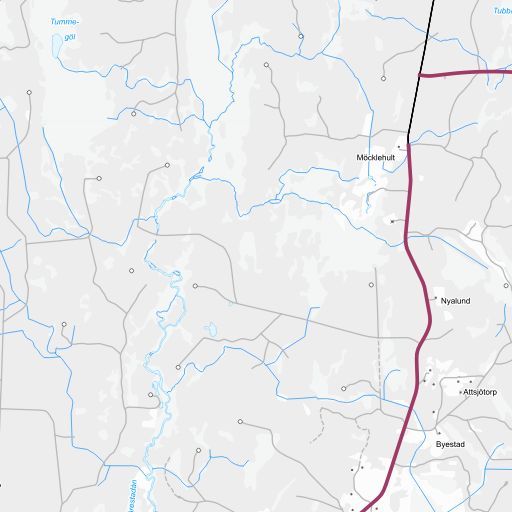 Tumme-
göl
Tubb
Möcklehult
Nyalund
Attsjötorp
Byestad